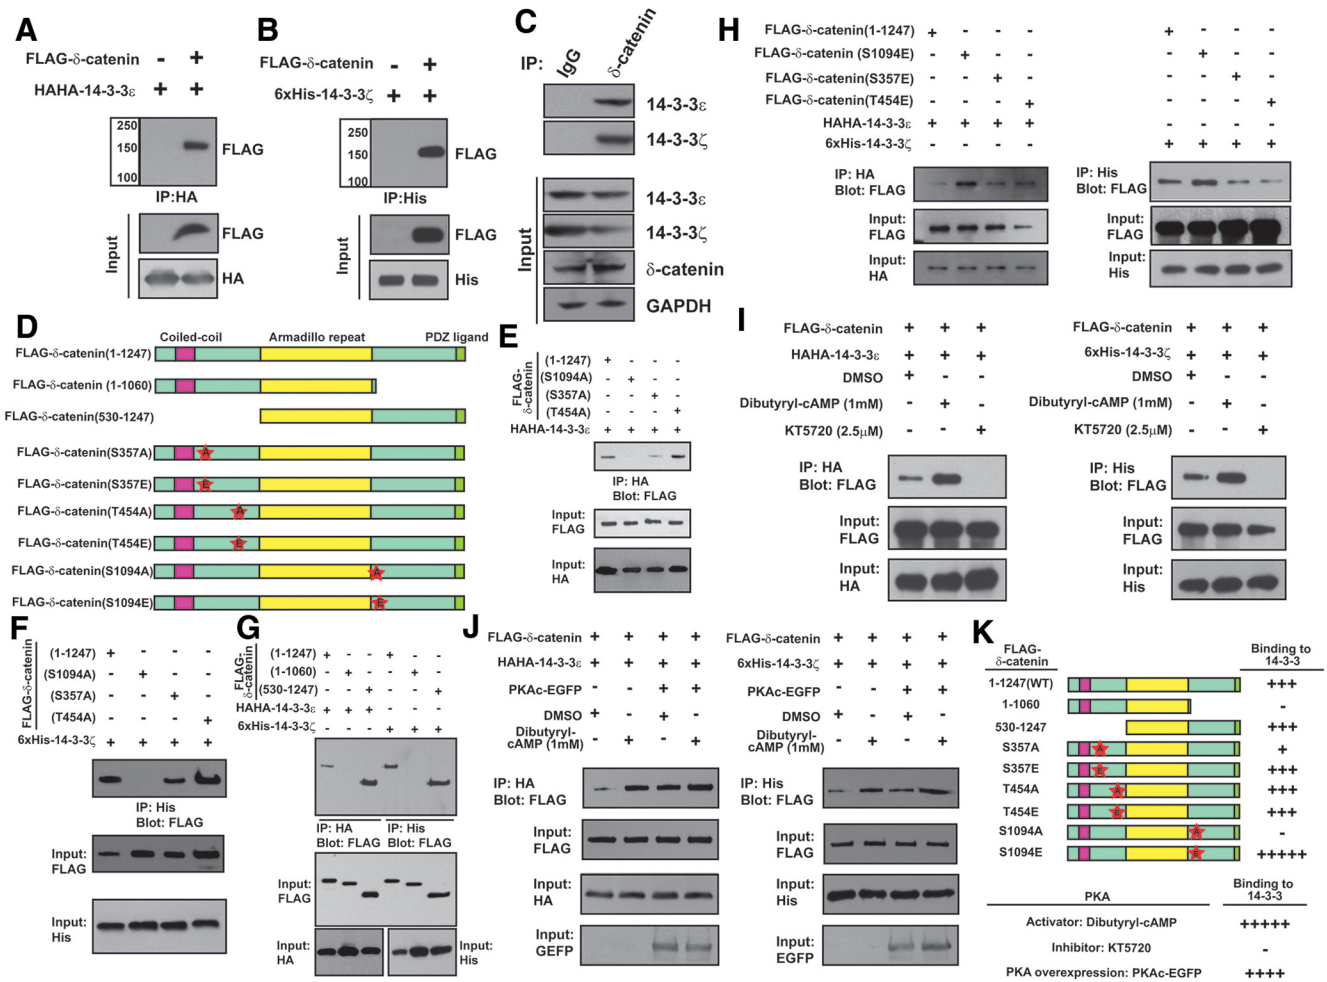 A
FLAG-δ-catenin - +
HAHA-14-3-3ε + +
250
150
100
FLAG
IP:HA
Input
FLAG
HA
B
FLAG-δ-catenin - +
6xHis-14-3-3ζ + +
250
150
100
FLAG
IP:His
Input
FLAG
His
C
IP: IgG δ-catenin
14-3-3ε
14-3-3ζ
Input
14-3-3ε
14-3-3ζ
δ-catenin
GAPDH
D
Coiled-coil Armadillo repeat PDZ ligand
FLAG-δ-catenin(1-1247)
FLAG-δ-catenin (1-1060)
FLAG-δ-catenin(530-1247)
FLAG-δ-catenin(S357A) A
FLAG-δ-catenin(S357E) E
FLAG-δ-catenin(T454A) A
FLAG-δ-catenin(T454E) E
FLAG-δ-catenin(S1094A) A
FLAG-δ-catenin(S1094E) E
E
FLAG-δ-catenin
(1-1247) + - - -
(S1094A) - + - -
(S357A) - - + -
(T454A) - - - +
HAHA-14-3-3ε + + + +
IP: HA
Blot: FLAG
Input:
FLAG
Input:
HA
F
FLAG-δ-catenin
(1-1247) + - - -
(S1094A) - + - -
(S357A) - - + -
(T454A) - - - +
6xHis-14-3-3ζ + + + +
IP: His
Blot: FLAG
Input:
FLAG
Input:
His
G
FLAG-δ-catenin
(1-1247) + - - + - -
(1-1060) - + - - + -
(530-1247) - - + - - +
HAHA-14-3-3ε + + + - - -
6xHis-14-3-3ζ - - - + + +
IP: HA IP: His
Blot: FLAG Blot: FLAG
Input:
FLAG
Input:
HA
Input:
His
H
FLAG-δ-catenin(1-1247) + - - - + - - -
FLAG-δ-catenin (S1094E) - + - - - + - -
FLAG-δ-catenin(S357E) - - + - - - + -
FLAG-δ-catenin(T454E) - - - + - - - +
HAHA-14-3-3ε + + + + - - - -
6xHis-14-3-3ζ - - - - + + + +
IP: HA
Blot: FLAG
Input:
FLAG
Input:
HA
IP: His
Blot: FLAG
Input:
FLAG
Input:
His
I
FLAG-δ-catenin + + +
HAHA-14-3-3ε + + +
DMSO + - -
Dibutyryl-cAMP (1mM) - + -
KT5720 (2.5μM) - - +
IP: HA
Blot: FLAG
Input:
FLAG
Input:
HA
FLAG-δ-catenin + + +
6xHis-14-3-3ζ + + +
DMSO + - -
Dibutyryl-cAMP (1mM) - + -
KT5720 (2.5μM) - - +
IP: His
Blot: FLAG
Input:
FLAG
Input:
His
J
FLAG-δ-catenin + + + +
HAHA-14-3-3ε + + + +
PKAc-EGFP - - + +
DMSO + - + -
Dibutyryl-
cAMP (1mM) - + - +
IP: HA
Blot: FLAG
Input:
FLAG
Input:
HA
Input:
GEFP
FLAG-δ-catenin + + + +
6xHis-14-3-3ζ + + + +
PKAc-EGFP - - + +
DMSO + - + -
Dibutyryl-
cAMP (1mM) - + - +
IP: His
Blot: FLAG
Input:
FLAG
Input:
His
Input:
EGFP
K
FLAG-
δ-catenin
Binding to
14-3-3
1-1247(WT) +++
1-1060 -
530-1247 +++
S357A A +
S357E E +++
T454A A +++
T454E E +++
S1094A A -
S1094E E +++++
PKA
Binding to
14-3-3
Activator: Dibutyryl-cAMP +++++
Inhibitor: KT5720 -
PKA overexpression: PKAc-EGFP ++++